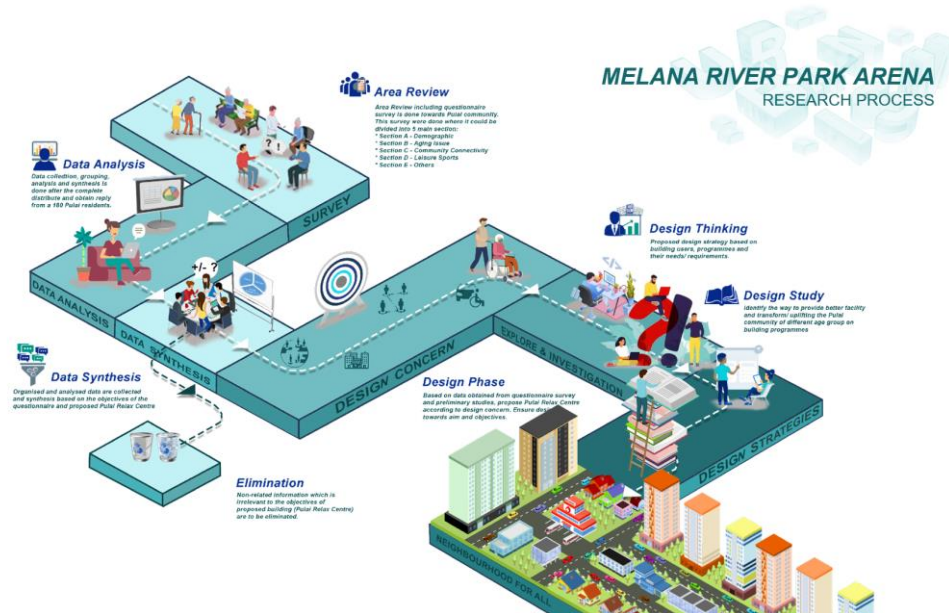 MELANA RIVER PARK ARENA
RESEARCH PROCESS
Area Review
Area Review including questionnaire
survey is done towards Pulai community.
This survey were done where it could be
divided into 5 main section:
* Section A - Demographic
* Section B - Aging Issue
* Section C - Community Connectivity
* Section D - Leisure Sports
* Section E - Others
? !
SURVEY
Data Analysis
Data collection, grouping,
analysis and synthesis is
done after the complete
distribute and obtain reply
from a 160 Pulai residents.
DATA ANALYSIS
+/- ?
DATA SYNTHESIS
Data Synthesis
Organised and analysed data are collected
and synthesis based on the objectives of the
questionnaire and proposed Pulai Relax Centre
Elimination
Non-related information which is
irrelevant to the objectives of
proposed building (Pulai Relax Centre)
are to be eliminated.
DESIGN CONCERN
Design Thinking
Proposed design strategy based on
building users, programmes and
their needs/ requirements.
</>
?!
EXPLORE & INVESTIGATION
Design Study
Identify the way to provide better facility
and transform/ uplifting the Pulai
community of different age group on
building programmes
DESIGN STRATEGIES
Design Phase
Based on data obtained from questionnaire survey
and preliminary studies, propose Pulai Relax Centre
according to design concern. Ensure
towards aim and objectives.
NEIGHBOURHOOD FOR ALL